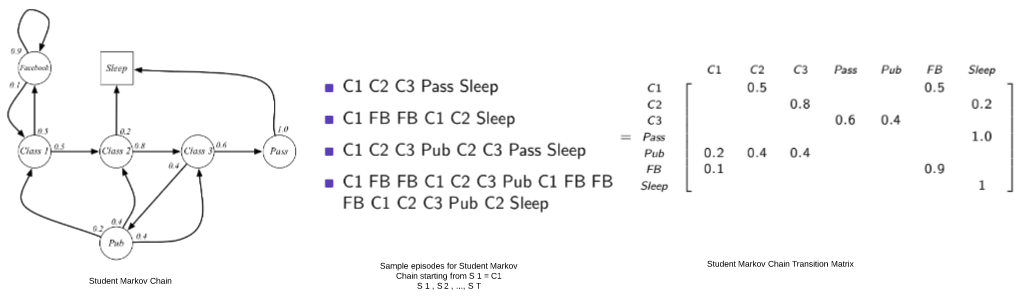 0.9
Facebook
Sleep
0.1
0.5
0.2
1.0
Class 1
0.5
Class 2
0.8
Class 3
0.6
Pass
0.4
0.2
0.4
Pub
0.4
Student Markov Chain
C1 C2 C3 Pass Sleep
C1 FB FB C1 C2 Sleep
C1 C2 C3 Pub C2 C3 Pass Sleep
C1 FB FB C1 C2 C3 Pub C1 FB FB
FB C1 C2 C3 Pub C2 Sleep
Sample episodes for Student Markov
Chain starting from S 1 = C1
S 1 , S 2 , ..., S T
C1 C2 C3 Pass Pub FB Sleep
C1 0.5 0.5
C2 0.8 0.2
C3 0.6 0.4
= Pass 1.0
Pub 0.2 0.4 0.4
FB 0.1 0.9
Sleep 1
Student Markov Chain Transition Matrix